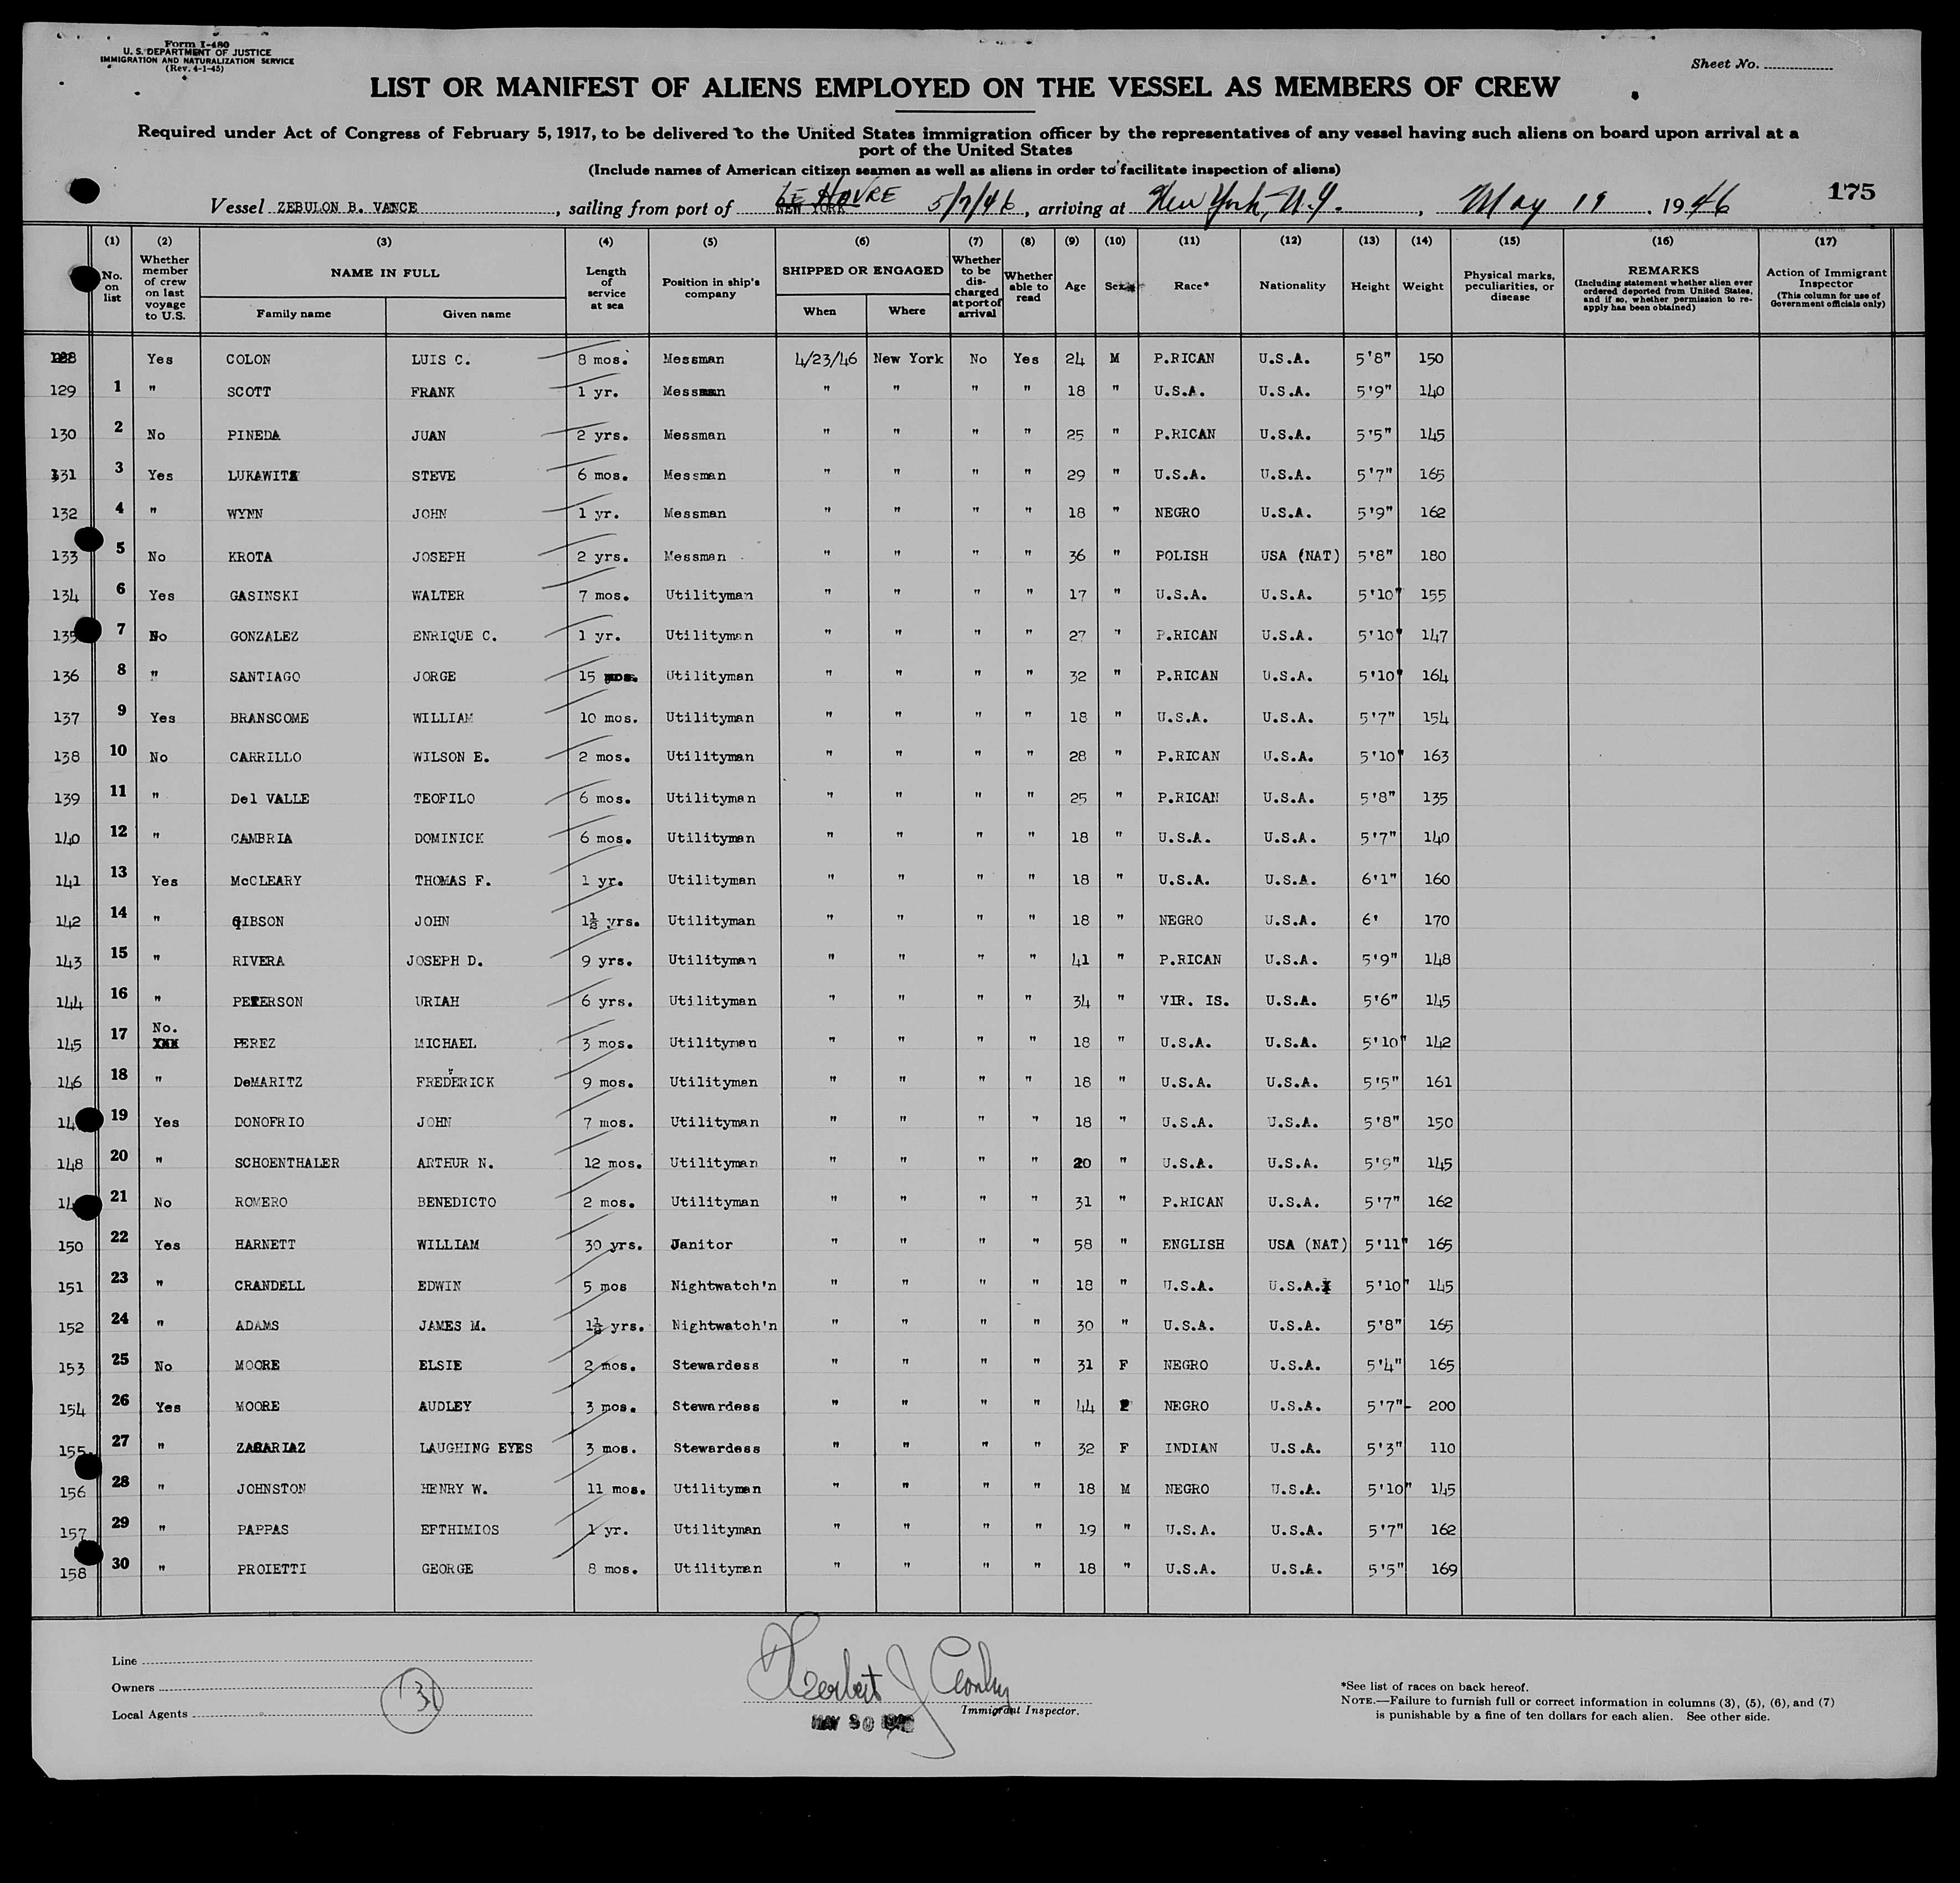 Form I-480
U. S. DEPARTMENT OF JUSTICE
IMMIGRATION AND NATURALIZATION SERVICE
(Rev. 4-1-45)
Sheet No.
LIST OR MANIFEST OF ALIENS EMPLOYED ON THE VESSEL AS MEMBERS OF CREW
Required under Act of Congress of February 5, 1917, to be delivered to the United States immigration officer by the representatives of any vessel having such aliens on board upon arrival at a
port of the United States
(Include names of American citizen seamen as well as aliens in order to facilitate inspection of aliens)
Vessel ZEBULON B. VANCE, sailing from port of NEW YORK LE HAVRE 5/7/46, arriving at New York, N.Y., May 19, 1946 175
(1) (2) (3) (4) (5) (6) (7) (8) (9) (10) (11) (12) (13) (14) (15) (16) (17)
No. on list
Whether member of crew on last voyage to U.S.
NAME IN FULL
Family name Given name
Length of service at sea
Position in ship's company
SHIPPED OR ENGAGED
When Where
Whether to be discharged at port of arrival
Whether able to read
Age Sex Race* Nationality Height Weight
Physical marks, peculiarities, or disease
REMARKS
(Including statement whether alien ever ordered deported from United States, and if so, whether permission to reapply has been obtained)
Action of Immigrant Inspector
(This column for use of Government officials only)
128 Yes COLON LUIS C. 8 mos. Messman 4/23/46 New York No Yes 24 M P.RICAN U.S.A. 5'8" 150
129 1 " SCOTT FRANK 1 yr. Messman " " " " 18 " U.S.A. U.S.A. 5'9" 140
130 2 No PINEDA JUAN 2 yrs. Messman " " " " 25 " P.RICAN U.S.A. 5'5" 145
131 3 Yes LUKAWITZ STEVE 6 mos. Messman " " " " 29 " U.S.A. U.S.A. 5'7" 165
132 4 " WYNN JOHN 1 yr. Messman " " " " 18 " NEGRO U.S.A. 5'9" 162
133 5 No KROTA JOSEPH 2 yrs. Messman " " " " 36 " POLISH USA (NAT) 5'8" 180
134 6 Yes GASINSKI WALTER 7 mos. Utilityman " " " " 17 " U.S.A. U.S.A. 5'10" 155
135 7 No GONZALEZ ENRIQUE C. 1 yr. Utilityman " " " " 27 " P.RICAN U.S.A. 5'10" 147
136 8 " SANTIAGO JORGE 15 mos. Utilityman " " " " 32 " P.RICAN U.S.A. 5'10" 164
137 9 Yes BRANSCOME WILLIAM 10 mos. Utilityman " " " " 18 " U.S.A. U.S.A. 5'7" 154
138 10 No CARRILLO WILSON E. 2 mos. Utilityman " " " " 28 " P.RICAN U.S.A. 5'10" 163
139 11 " Del VALLE TEOFILO 6 mos. Utilityman " " " " 25 " P.RICAN U.S.A. 5'8" 135
140 12 " CAMBRIA DOMINICK 6 mos. Utilityman " " " " 18 " U.S.A. U.S.A. 5'7" 140
141 13 Yes McCLEARY THOMAS F. 1 yr. Utilityman " " " " 18 " U.S.A. U.S.A. 6'1" 160
142 14 " GIBSON JOHN 1½ yrs. Utilityman " " " " 18 " NEGRO U.S.A. 6' 170
143 15 " RIVERA JOSEPH D. 9 yrs. Utilityman " " " " 41 " P.RICAN U.S.A. 5'9" 148
144 16 " PETERSON URIAH 6 yrs. Utilityman " " " " 34 " VIR. IS. U.S.A. 5'6" 145
145 17 No. PEREZ MICHAEL 3 mos. Utilityman " " " " 18 " U.S.A. U.S.A. 5'10" 142
146 18 " DeMARITZ FREDERICK 9 mos. Utilityman " " " " 18 " U.S.A. U.S.A. 5'5" 161
14 19 Yes DONOFRIO JOHN 7 mos. Utilityman " " " " 18 " U.S.A. U.S.A. 5'8" 150
148 20 " SCHOENTHALER ARTHUR N. 12 mos. Utilityman " " " " 20 " U.S.A. U.S.A. 5'9" 145
14 21 No ROMERO BENEDICTO 2 mos. Utilityman " " " " 31 " P.RICAN U.S.A. 5'7" 162
150 22 Yes HARNETT WILLIAM 30 yrs. Janitor " " " " 58 " ENGLISH USA (NAT) 5'11" 165
151 23 " CRANDELL EDWIN 5 mos Nightwatch'n " " " " 18 " U.S.A. U.S.A. 5'10" 145
152 24 " ADAMS JAMES M. 1½ yrs. Nightwatch'n " " " " 30 " U.S.A. U.S.A. 5'8" 165
153 25 No MOORE ELSIE 2 mos. Stewardess " " " " 31 F NEGRO U.S.A. 5'4" 165
154 26 Yes MOORE AUDLEY 3 mos. Stewardess " " " " 44 F NEGRO U.S.A. 5'7" 200
155 27 " ZACARIAZ LAUGHING EYES 3 mos. Stewardess " " " " 32 F INDIAN U.S.A. 5'3" 110
156 28 " JOHNSTON HENRY W. 11 mos. Utilityman " " " " 18 M NEGRO U.S.A. 5'10" 145
157 29 " PAPPAS EFTHIMIOS 1 yr. Utilityman " " " " 19 " U.S.A. U.S.A. 5'7" 162
158 30 " PROIETTI GEORGE 8 mos. Utilityman " " " " 18 " U.S.A. U.S.A. 5'5" 169
Line
Owners
Local Agents
31
Herbert J
Immigrant Inspector.
MAY 20 1946
*See list of races on back hereof.
NOTE.—Failure to furnish full or correct information in columns (3), (5), (6), and (7)
is punishable by a fine of ten dollars for each alien. See other side.